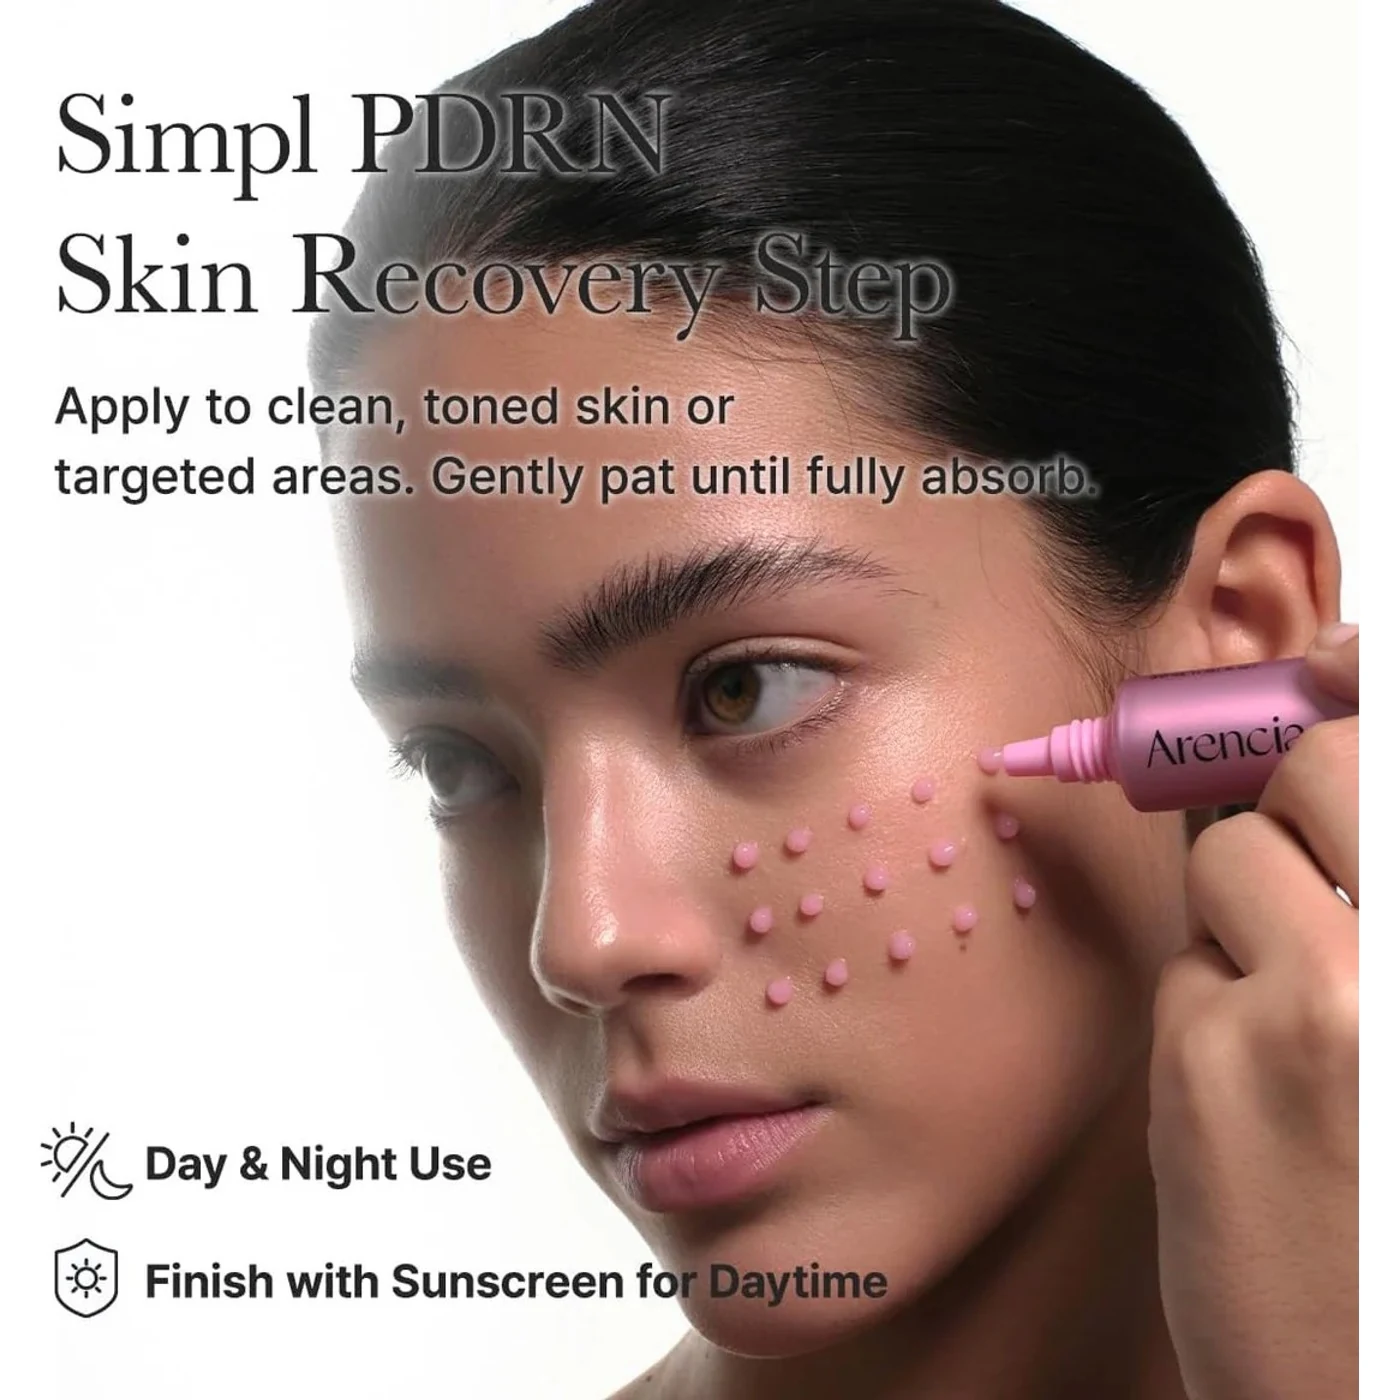 Simpl PDRN
Skin Recovery Step
Apply to clean, toned skin or
targeted areas. Gently pat until fully absorb.
Arencia
Day & Night Use
Finish with Sunscreen for Daytime